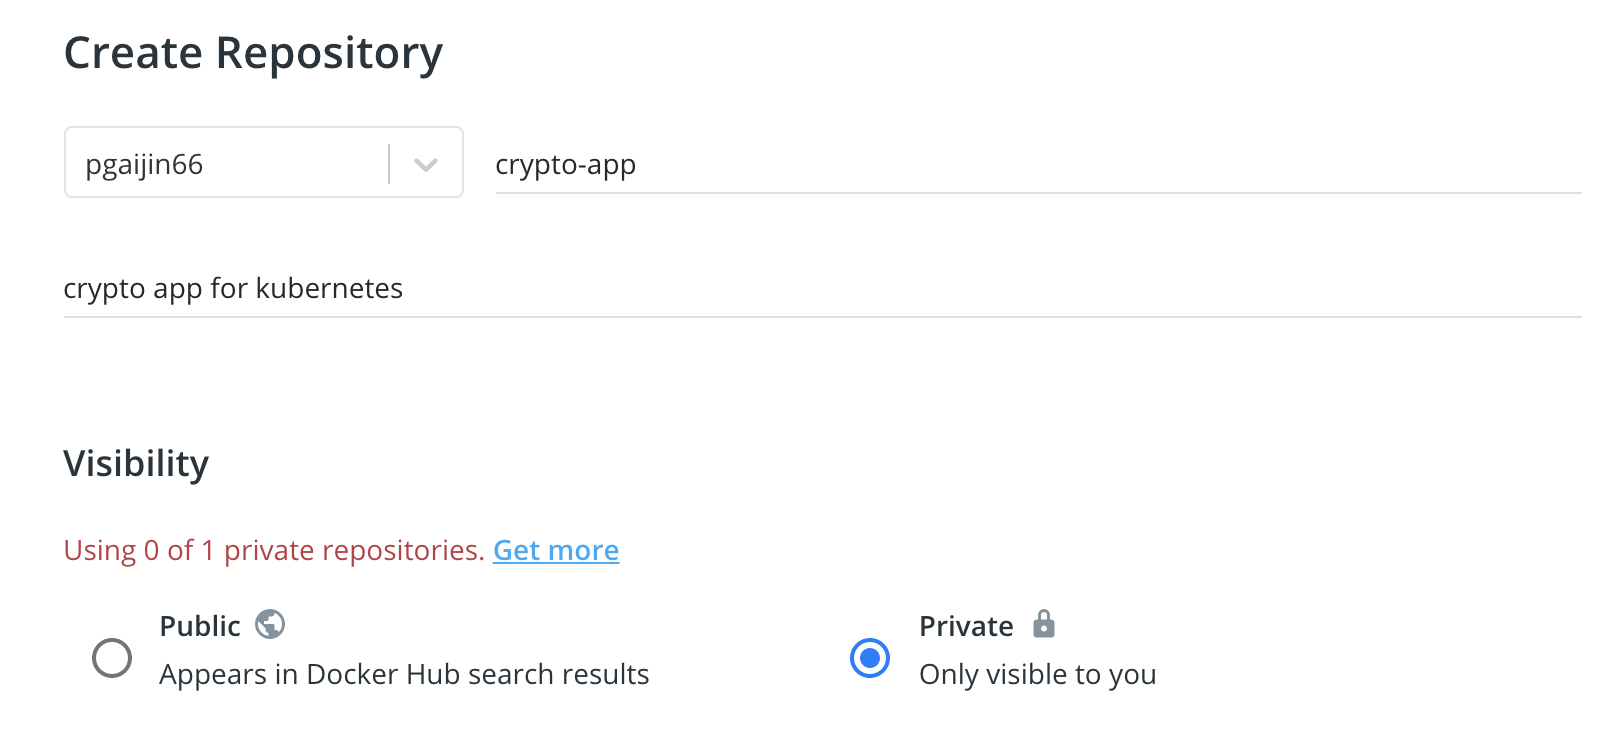 Create Repository
pgaijin66
crypto-app
crypto app for kubernetes
Visibility
Using 0 of 1 private repositories. Get more
Public
Appears in Docker Hub search results
Private
Only visible to you